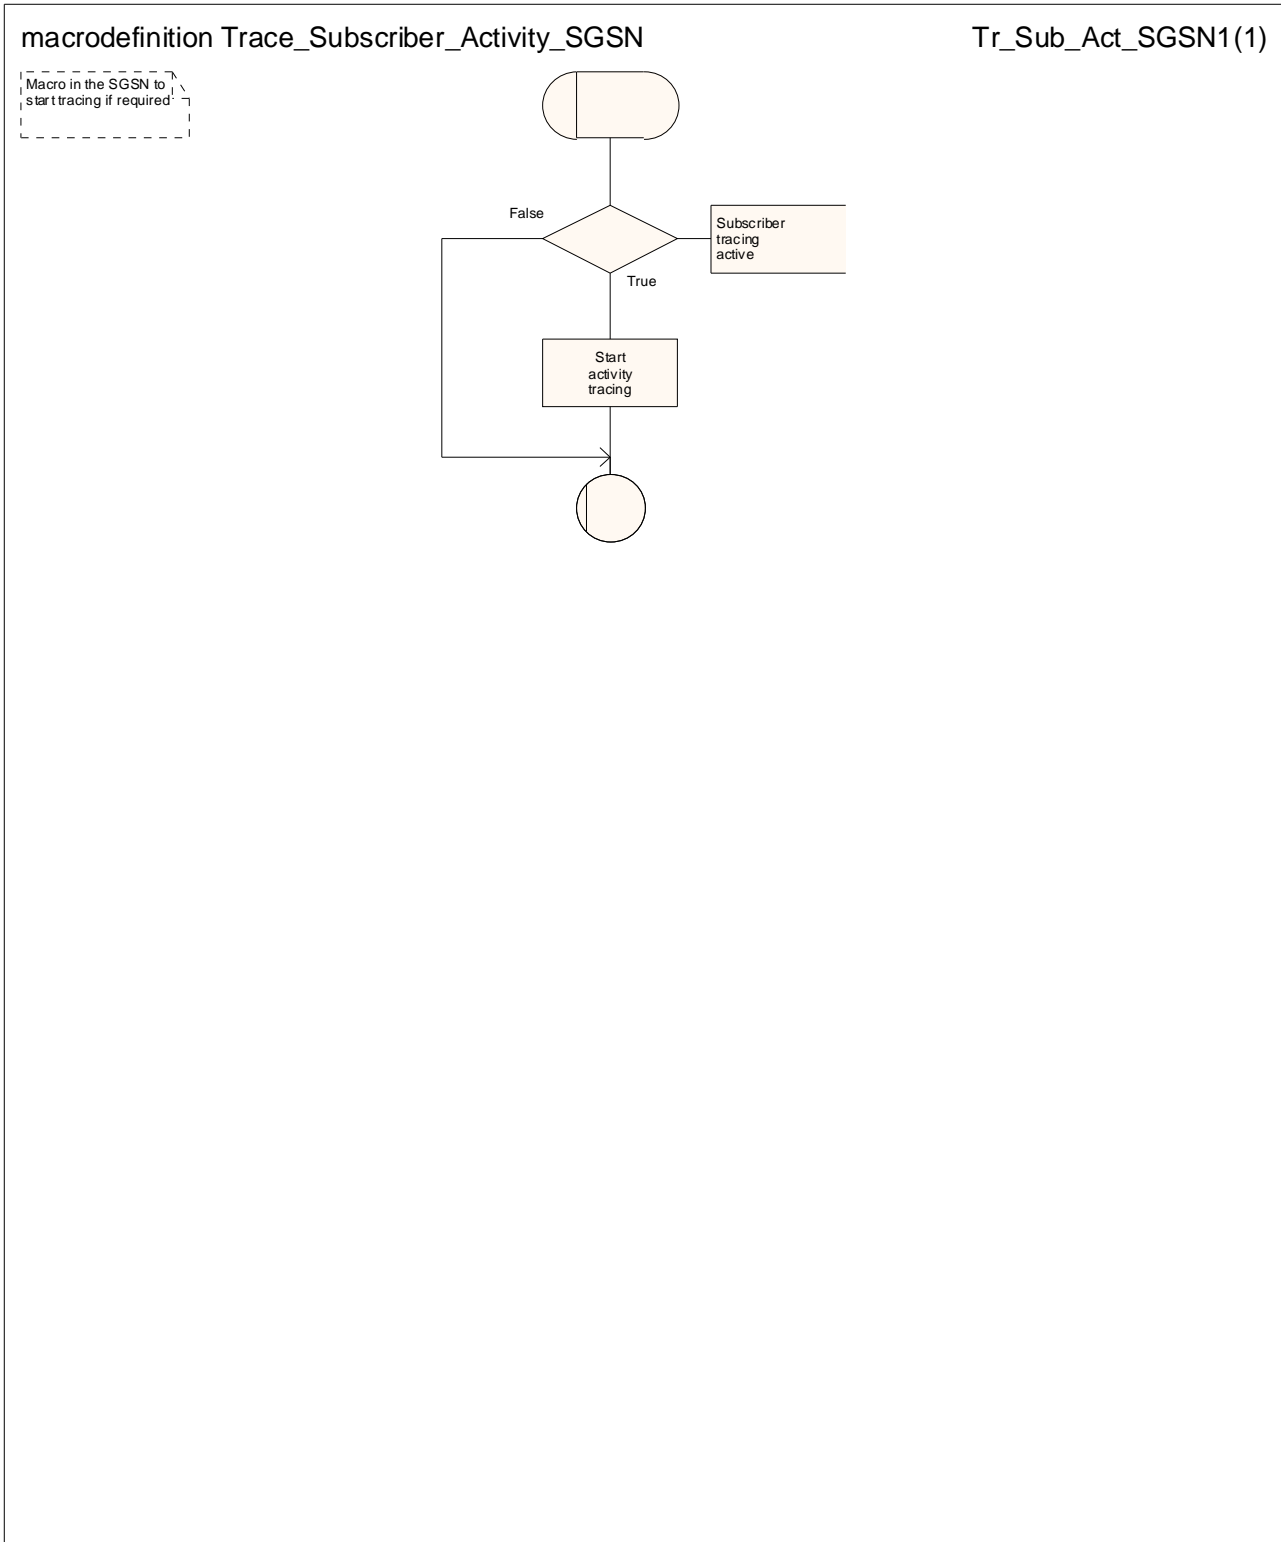 macrodefinition Trace_Subscriber_Activity_SGSN
Tr_Sub_Act_SGSN1(1)
Macro in the SGSN to
start tracing if required
False
Subscriber
tracing
active
True
Start
activity
tracing